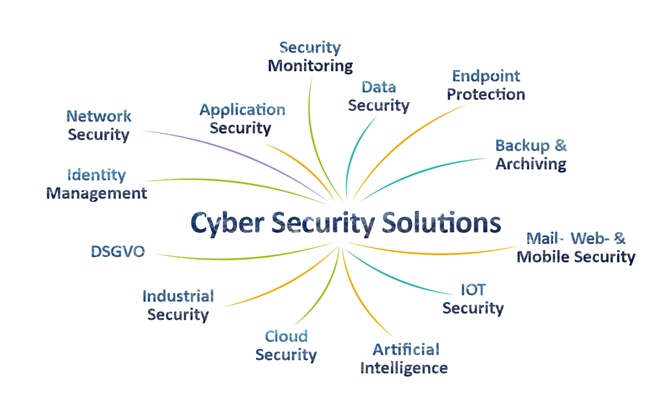 Security
Monitoring
Data
Security
Endpoint
Protection
Application
Security
Network
Security
Backup &
Archiving
Identity
Management
Cyber Security Solutions
DSGVO
Mail- Web- &
Mobile Security
Industrial
Security
IOT
Security
Cloud
Security
Artificial
Intelligence